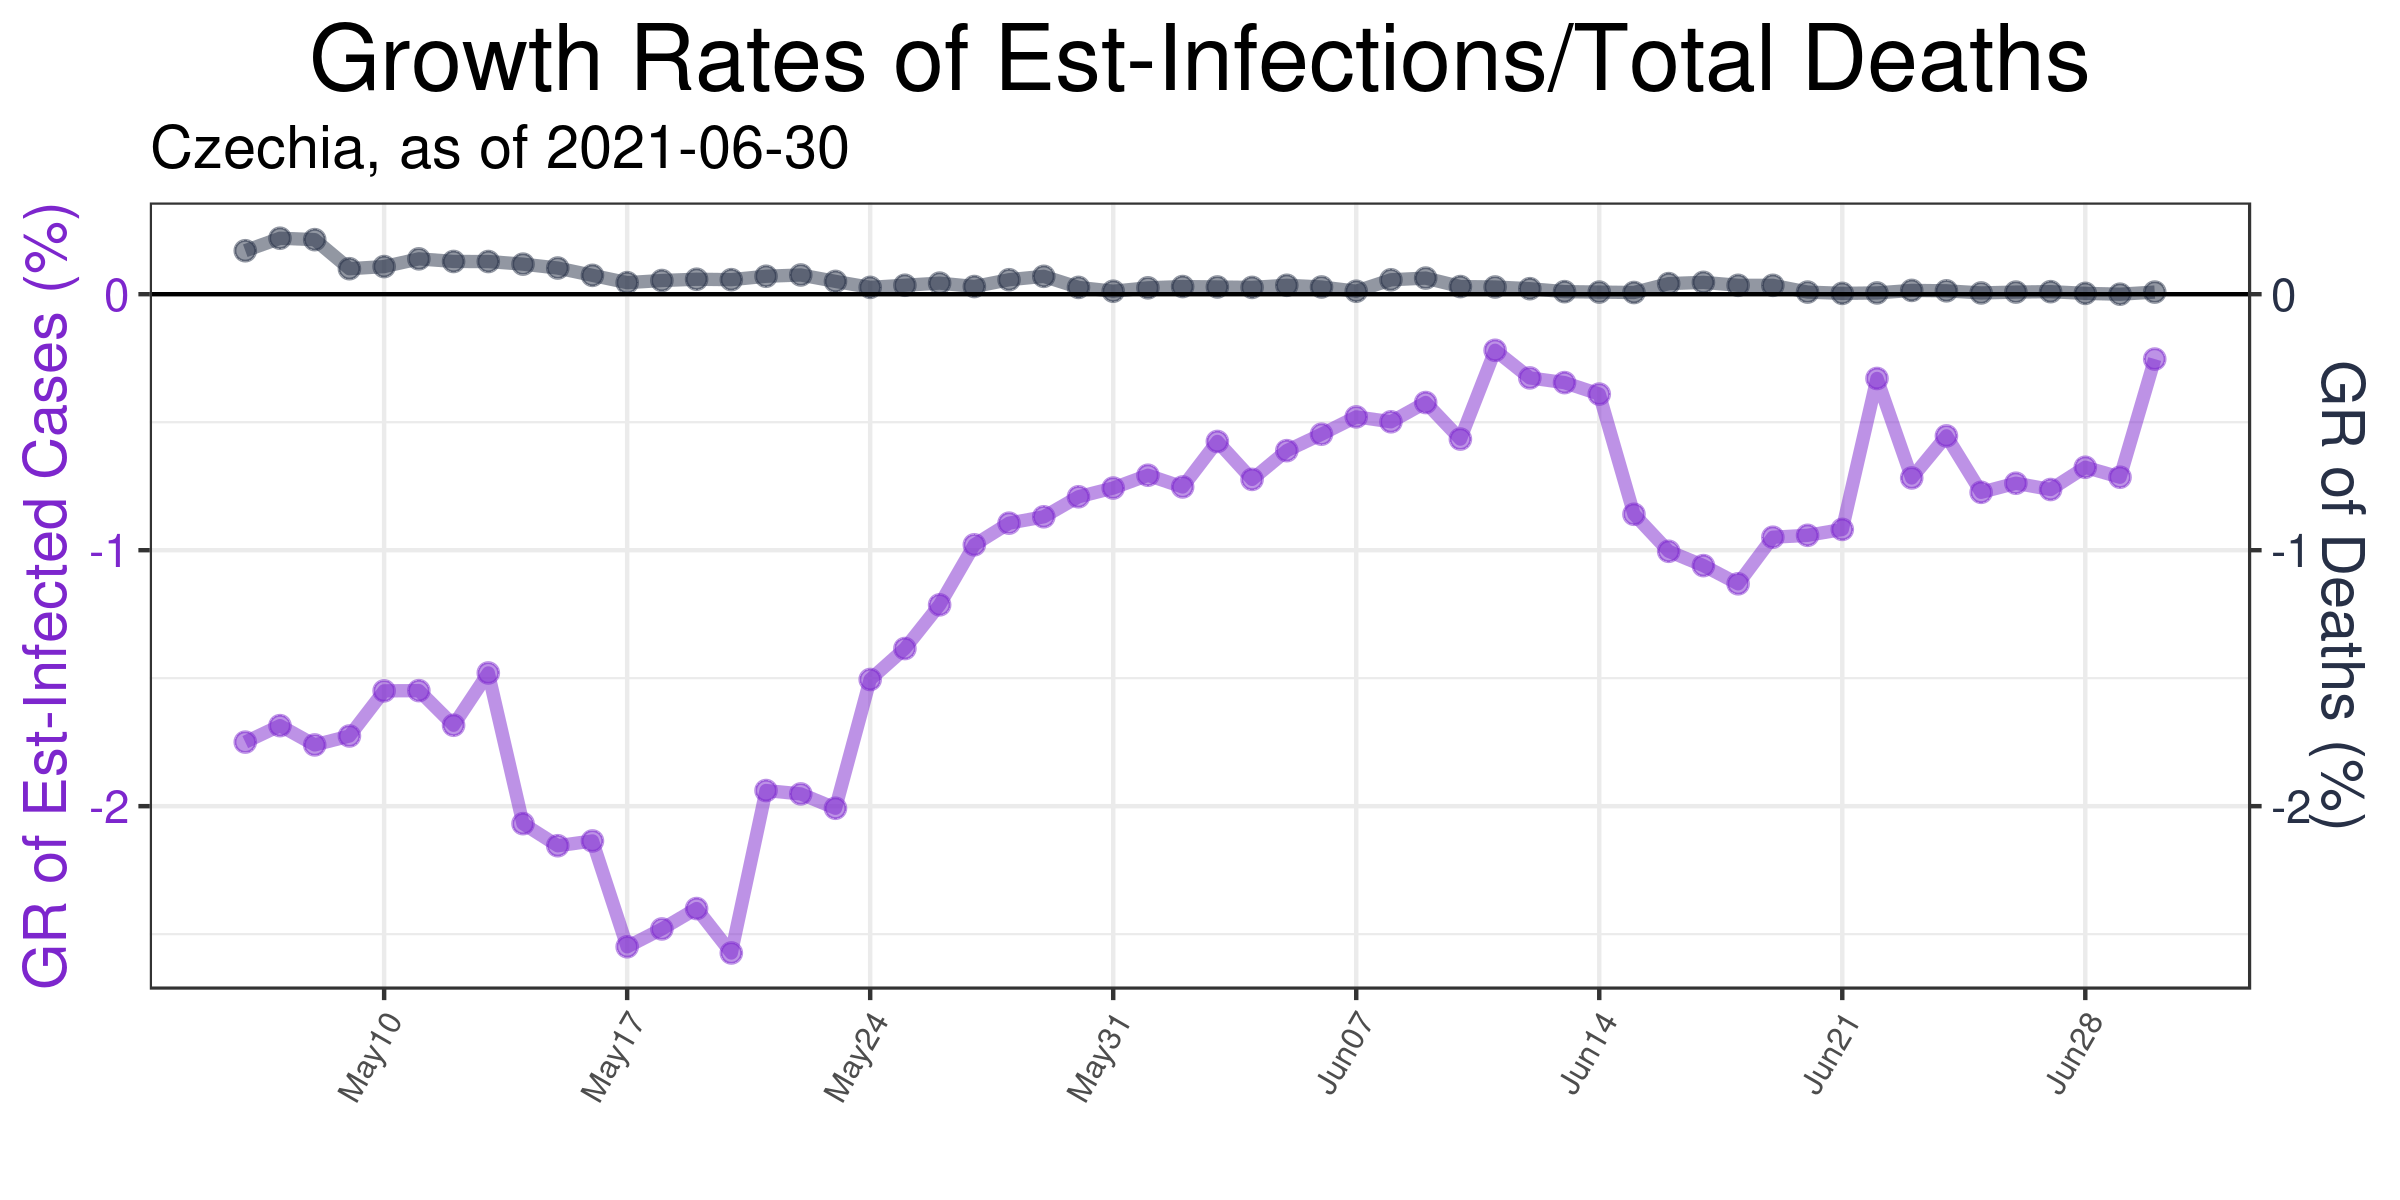 Growth Rates of Est-Infections/Total Deaths
Czechia, as of 2021-06-30
GR of Est-Infected Cases (%)
0
-1
-2
0
-1
-2
GR of Deaths (%)
May10
May17
May24
May31
Jun07
Jun14
Jun21
Jun28